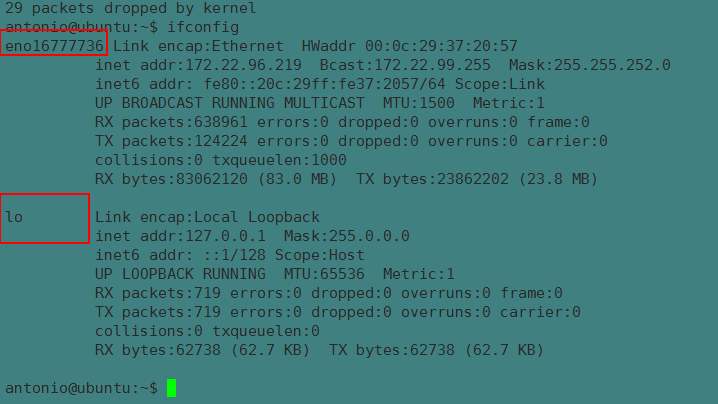 29 packets dropped by kernel
antonio@ubuntu:~$ ifconfig
eno16777736 Link encap:Ethernet  HWaddr 00:0c:29:37:20:57
inet addr:172.22.96.219  Bcast:172.22.99.255  Mask:255.255.252.0
inet6 addr: fe80::20c:29ff:fe37:2057/64 Scope:Link
UP BROADCAST RUNNING MULTICAST  MTU:1500  Metric:1
RX packets:638961 errors:0 dropped:0 overruns:0 frame:0
TX packets:124224 errors:0 dropped:0 overruns:0 carrier:0
collisions:0 txqueuelen:1000
RX bytes:83062120 (83.0 MB)  TX bytes:23862202 (23.8 MB)
lo        Link encap:Local Loopback
inet addr:127.0.0.1  Mask:255.0.0.0
inet6 addr: ::1/128 Scope:Host
UP LOOPBACK RUNNING  MTU:65536  Metric:1
RX packets:719 errors:0 dropped:0 overruns:0 frame:0
TX packets:719 errors:0 dropped:0 overruns:0 carrier:0
collisions:0 txqueuelen:0
RX bytes:62738 (62.7 KB)  TX bytes:62738 (62.7 KB)
antonio@ubuntu:~$